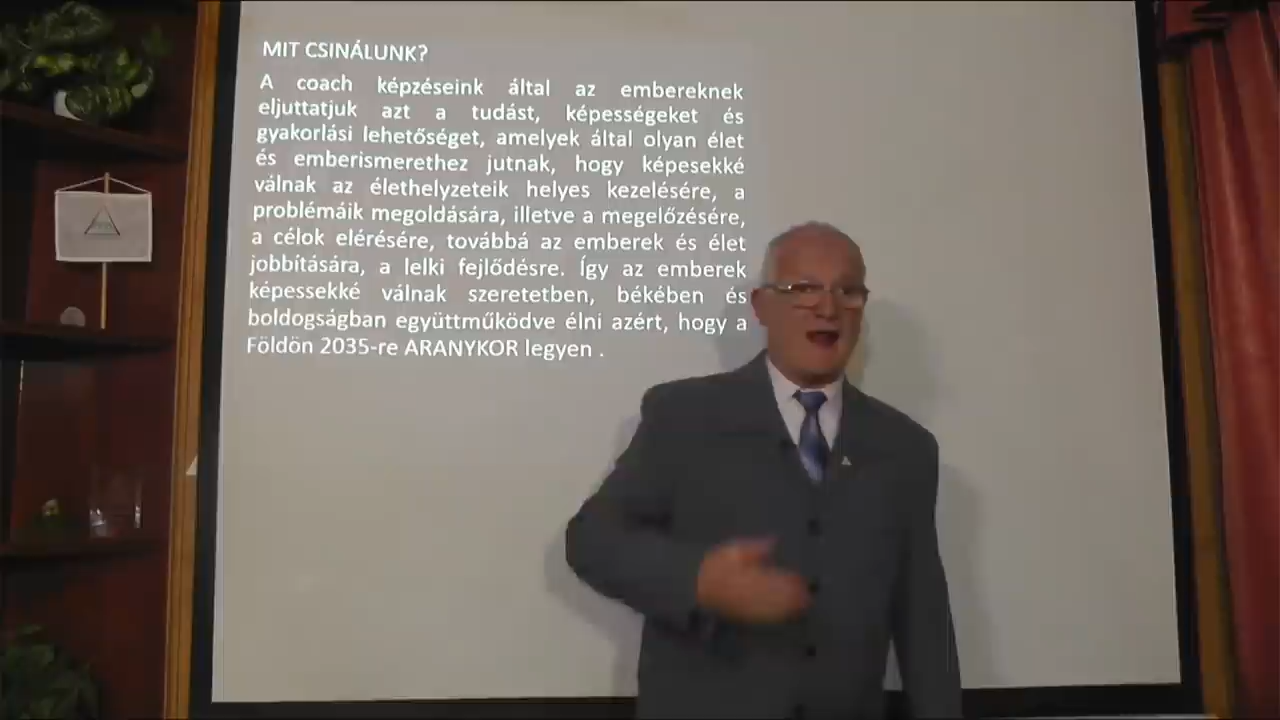 MIT CSINÁLUNK?
A coach képzéseink által az embereknek
eljuttatjuk azt a tudást, képességeket és
gyakorlási lehetőséget, amelyek által olyan élet
és emberismerethez jutnak, hogy képesekké
válnak az élethelyzeteik helyes kezelésére, a
problémáik megoldására, illetve a megelőzésére,
a célok elérésére, továbbá az emberek és élet
jobbítására, a lelki fejlődésre. Így az emberek
képessekké válnak szeretetben, békében és
boldogságban együttműködve élni azért, hogy a
Földön 2035-re ARANYKOR legyen .